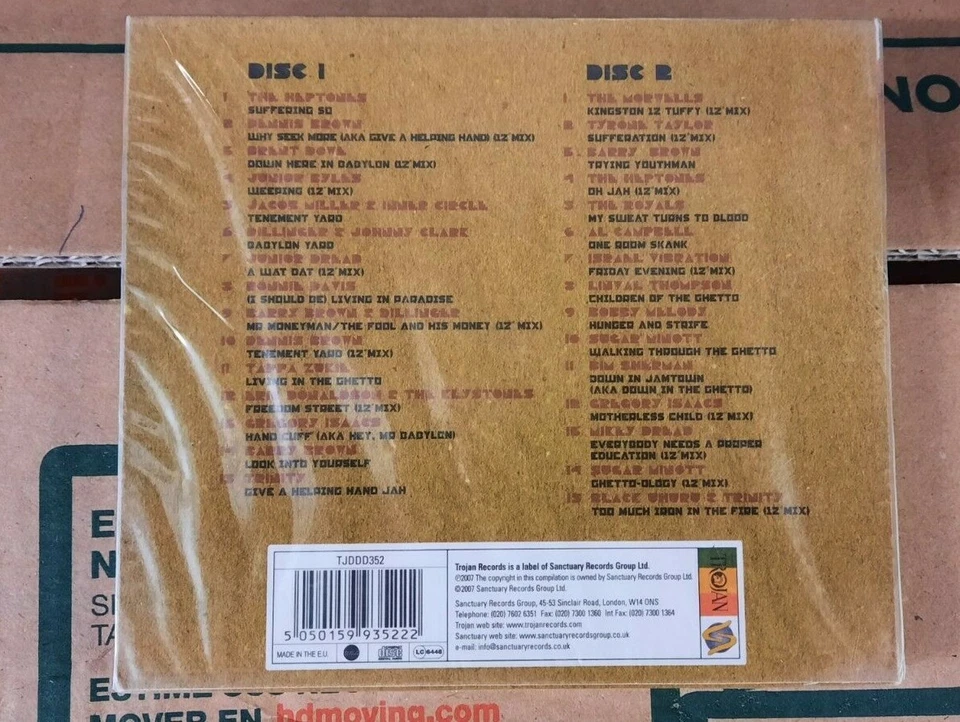 DISC 1
1 THE HEPTONES
SUFFERING SO
2 DENNIS BROWN
WHY SEEK MORE (AKA GIVE A HELPING HAND) (12"MIX)
3 BRENT DOWE
DOWN HERE IN BABYLON (12"MIX)
4 JUNIOR BYLES
WEEPING (12"MIX)
5 JACOB MILLER & INNER CIRCLE
TENEMENT YARD
6 DILLINGER & JOHNNY CLARK
BABYLON YARD
7 JUNIOR DREAD
A WAT DAT (12"MIX)
8 RONNIE DAVIS
(I SHOULD BE) LIVING IN PARADISE
9 BARRY BROWN & DILLINGER
MR MONEYMAN/THE FOOL AND HIS MONEY (12" MIX)
10 DENNIS BROWN
TENEMENT YARD (12"MIX)
11 TAPPA ZUKIE
LIVING IN THE GHETTO
12 ERIC DONALDSON & THE KEYSTONES
FREEDOM STREET (12"MIX)
13 GREGORY ISAACS
HAND CUFF (AKA HEY, MR BABYLON)
14 BARRY BROWN
LOOK INTO YOURSELF
15 TRINITY
GIVE A HELPING HAND JAH
DISC 2
1 THE MORWELLS
KINGSTON 12 TUFFY (12"MIX)
2 TYRONE TAYLOR
SUFFERATION (12"MIX)
3 BARRY BROWN
TRYING YOUTHMAN
4 THE HEPTONES
OH JAH (12"MIX)
5 THE ROYALS
MY SWEAT TURNS TO BLOOD
6 AL CAMPBELL
ONE ROOM SKANK
7 ISRAEL VIBRATION
FRIDAY EVENING (12"MIX)
8 LINVAL THOMPSON
CHILDREN OF THE GHETTO
9 BOBBY MELODY
HUNGER AND STRIFE
10 SUGAR MINOTT
WALKING THROUGH THE GHETTO
11 BIM SHERMAN
DOWN IN JAMTOWN
(AKA DOWN IN THE GHETTO)
12 GREGORY ISAACS
MOTHERLESS CHILD (12"MIX)
13 MIKEY DREAD
EVERYBODY NEEDS A PROPER
EDUCATION (12"MIX)
14 SUGAR MINOTT
GHETTO-OLOGY (12"MIX)
15 BLACK UHURU & TRINITY
TOO MUCH IRON IN THE FIRE (12"MIX)
TJDDD352
5 050159 935222
MADE IN THE E.U.
LC 6448
Trojan Records is a label of Sanctuary Records Group Ltd.
℗2007 The copyright in this compilation is owned by Sanctuary Records Group Ltd.
©2007 Sanctuary Records Group Ltd.
Sanctuary Records Group, 45-53 Sinclair Road, London, W14 0NS.
Telephone: (020) 7602 6351 Fax: (020) 7300 1360 Int Fax: (020) 7300 1364
Trojan web site: www.trojanrecords.com
Sanctuary web site: www.sanctuaryrecordsgroup.co.uk
e-mail: info@sanctuaryrecords.co.uk
TROJAN
NO
MOVER EN hdmoving.com